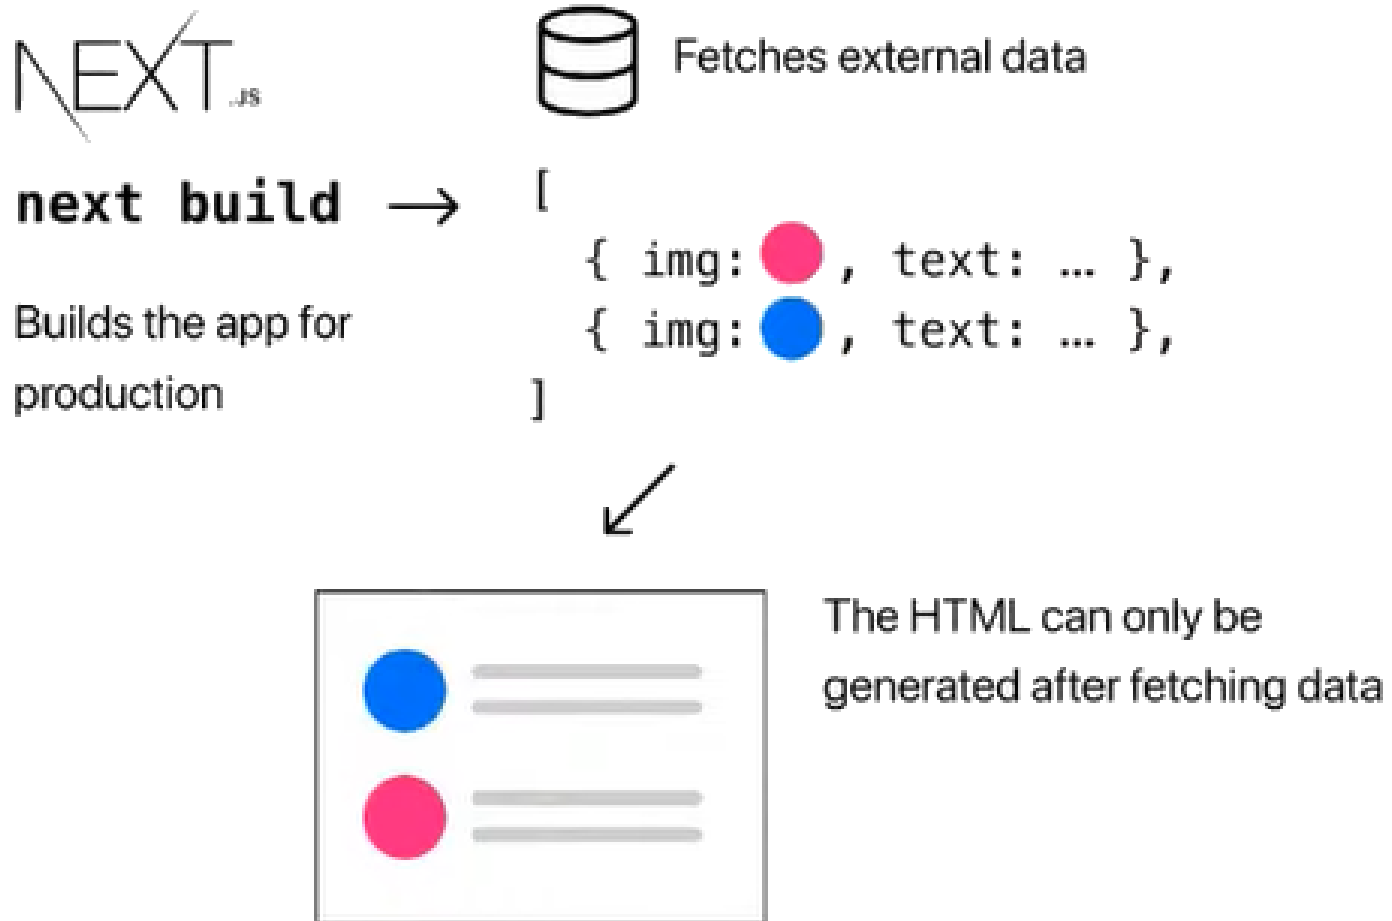 NEXT.JS
Fetches external data
next build
[
{ img: , text: ... },
{ img: , text: ... },
]
Builds the app for
production
The HTML can only be
generated after fetching data